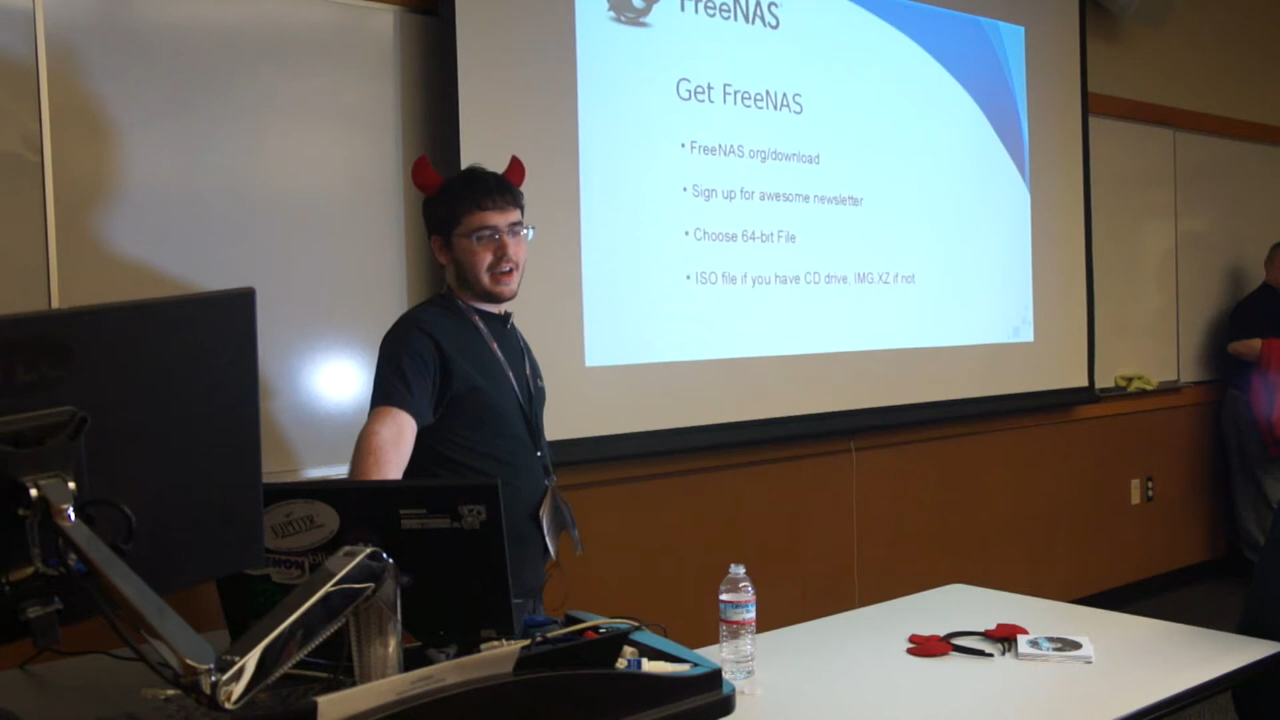 FreeNAS
Get FreeNAS
• FreeNAS.org/download
• Sign up for awesome newsletter
• Choose 64-bit File
• ISO file if you have CD drive, IMG.XZ if not
JUPITER